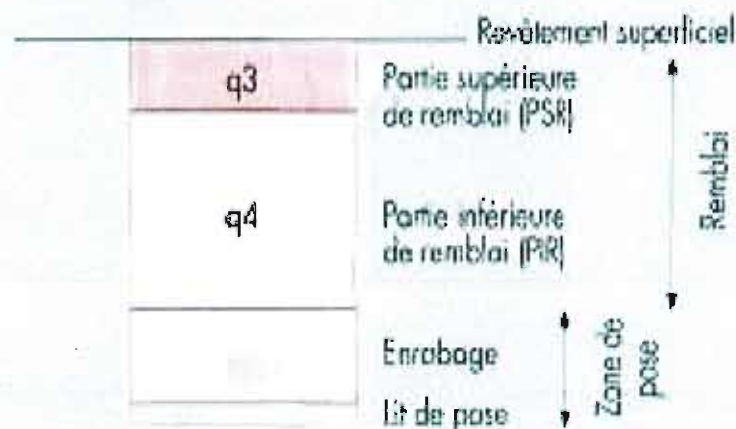 Revêtement superficiel
q3
Partie supérieure
de remblai (PSR)
q4
Partie inférieure
de remblai (PIR)
Remblai
Enrobage
Lit de pose
Zone de
pose